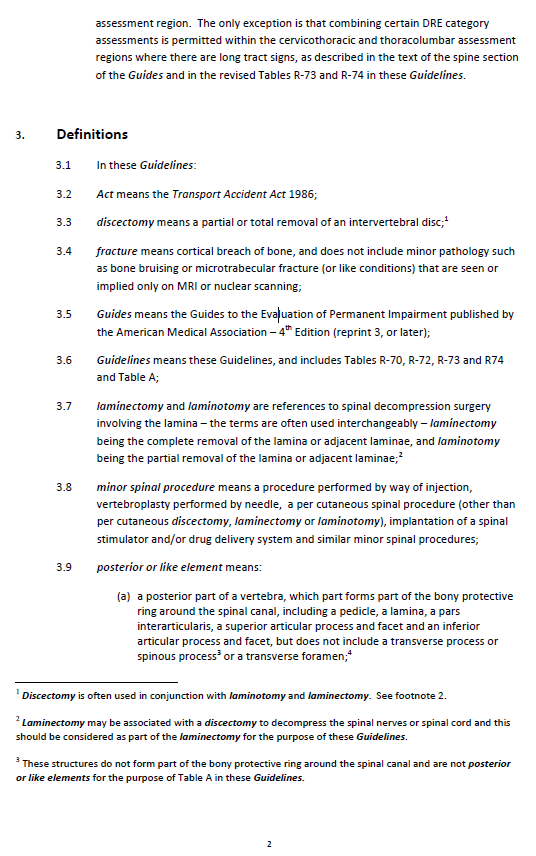 assessment region. The only exception is that combining certain DRE category
assessments is permitted within the cervicothoracic and thoracolumbar assessment
regions where there are long tract signs, as described in the text of the spine section
of the Guides and in the revised Tables R-73 and R-74 in these Guidelines.
3. Definitions
3.1 In these Guidelines:
3.2 Act means the Transport Accident Act 1986;
3.3 discectomy means a partial or total removal of an intervertebral disc;1
3.4 fracture means cortical breach of bone, and does not include minor pathology such
as bone bruising or microtrabecular fracture (or like conditions) that are seen or
implied only on MRI or nuclear scanning;
3.5 Guides means the Guides to the Evaluation of Permanent Impairment published by
the American Medical Association – 4th Edition (reprint 3, or later);
3.6 Guidelines means these Guidelines, and includes Tables R-70, R-72, R-73 and R74
and Table A;
3.7 laminectomy and laminotomy are references to spinal decompression surgery
involving the lamina – the terms are often used interchangeably – laminectomy
being the complete removal of the lamina or adjacent laminae, and laminotomy
being the partial removal of the lamina or adjacent laminae;2
3.8 minor spinal procedure means a procedure performed by way of injection,
vertebroplasty performed by needle, a per cutaneous spinal procedure (other than
per cutaneous discectomy, laminectomy or laminotomy), implantation of a spinal
stimulator and/or drug delivery system and similar minor spinal procedures;
3.9 posterior or like element means:
(a) a posterior part of a vertebra, which part forms part of the bony protective
ring around the spinal canal, including a pedicle, a lamina, a pars
interarticularis, a superior articular process and facet and an inferior
articular process and facet, but does not include a transverse process or
spinous process3 or a transverse foramen;4
1 Discectomy is often used in conjunction with laminotomy and laminectomy. See footnote 2.
2 Laminectomy may be associated with a discectomy to decompress the spinal nerves or spinal cord and this
should be considered as part of the laminectomy for the purpose of these Guidelines.
3 These structures do not form part of the bony protective ring around the spinal canal and are not posterior
or like elements for the purpose of Table A in these Guidelines.
2